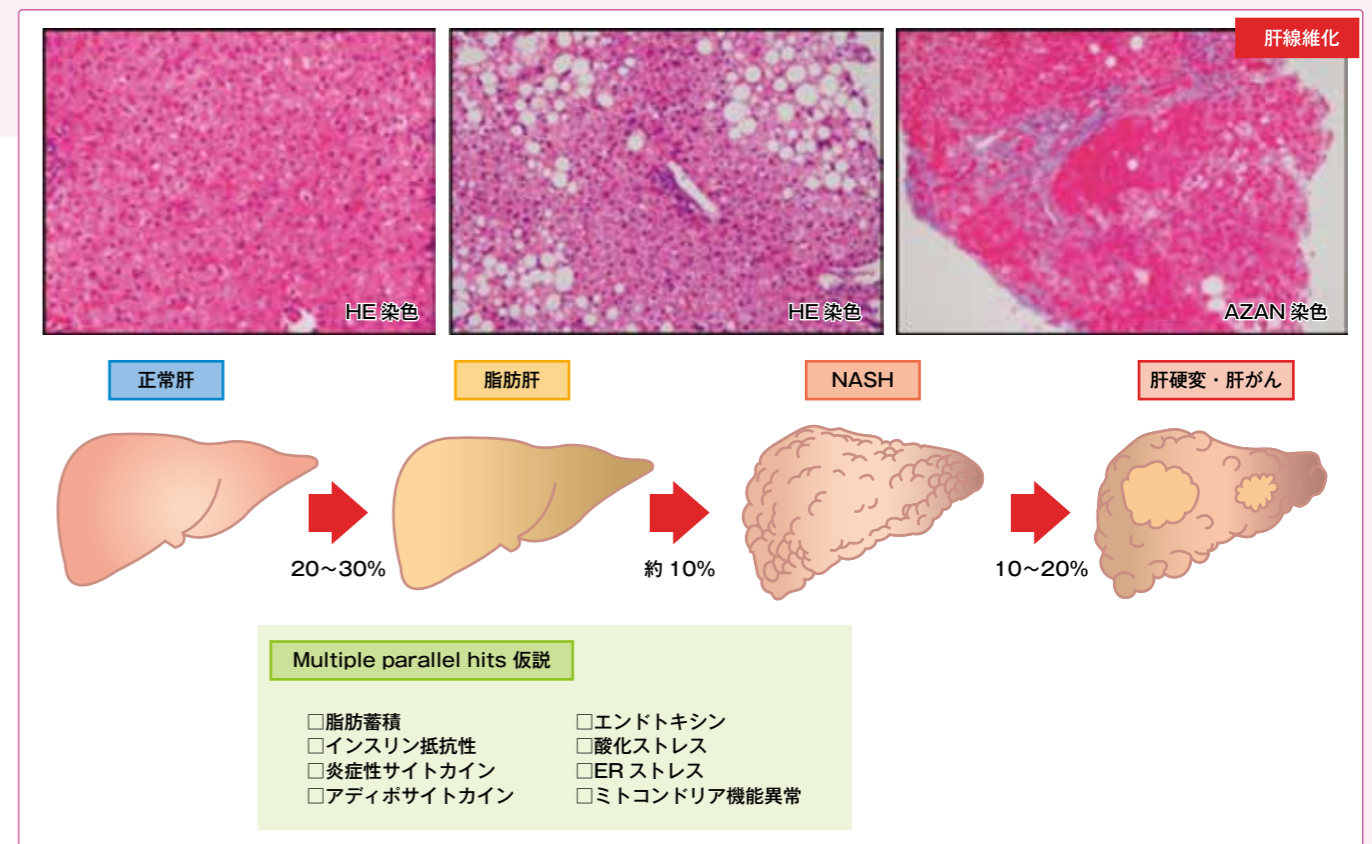 肝線維化
HE 染色
HE 染色
AZAN 染色
正常肝
脂肪肝
NASH
肝硬変・肝がん
20〜30%
約 10%
10〜20%
Multiple parallel hits 仮説
□脂肪蓄積
□インスリン抵抗性
□炎症性サイトカイン
□アディポサイトカイン
□エンドトキシン
□酸化ストレス
□ER ストレス
□ミトコンドリア機能異常